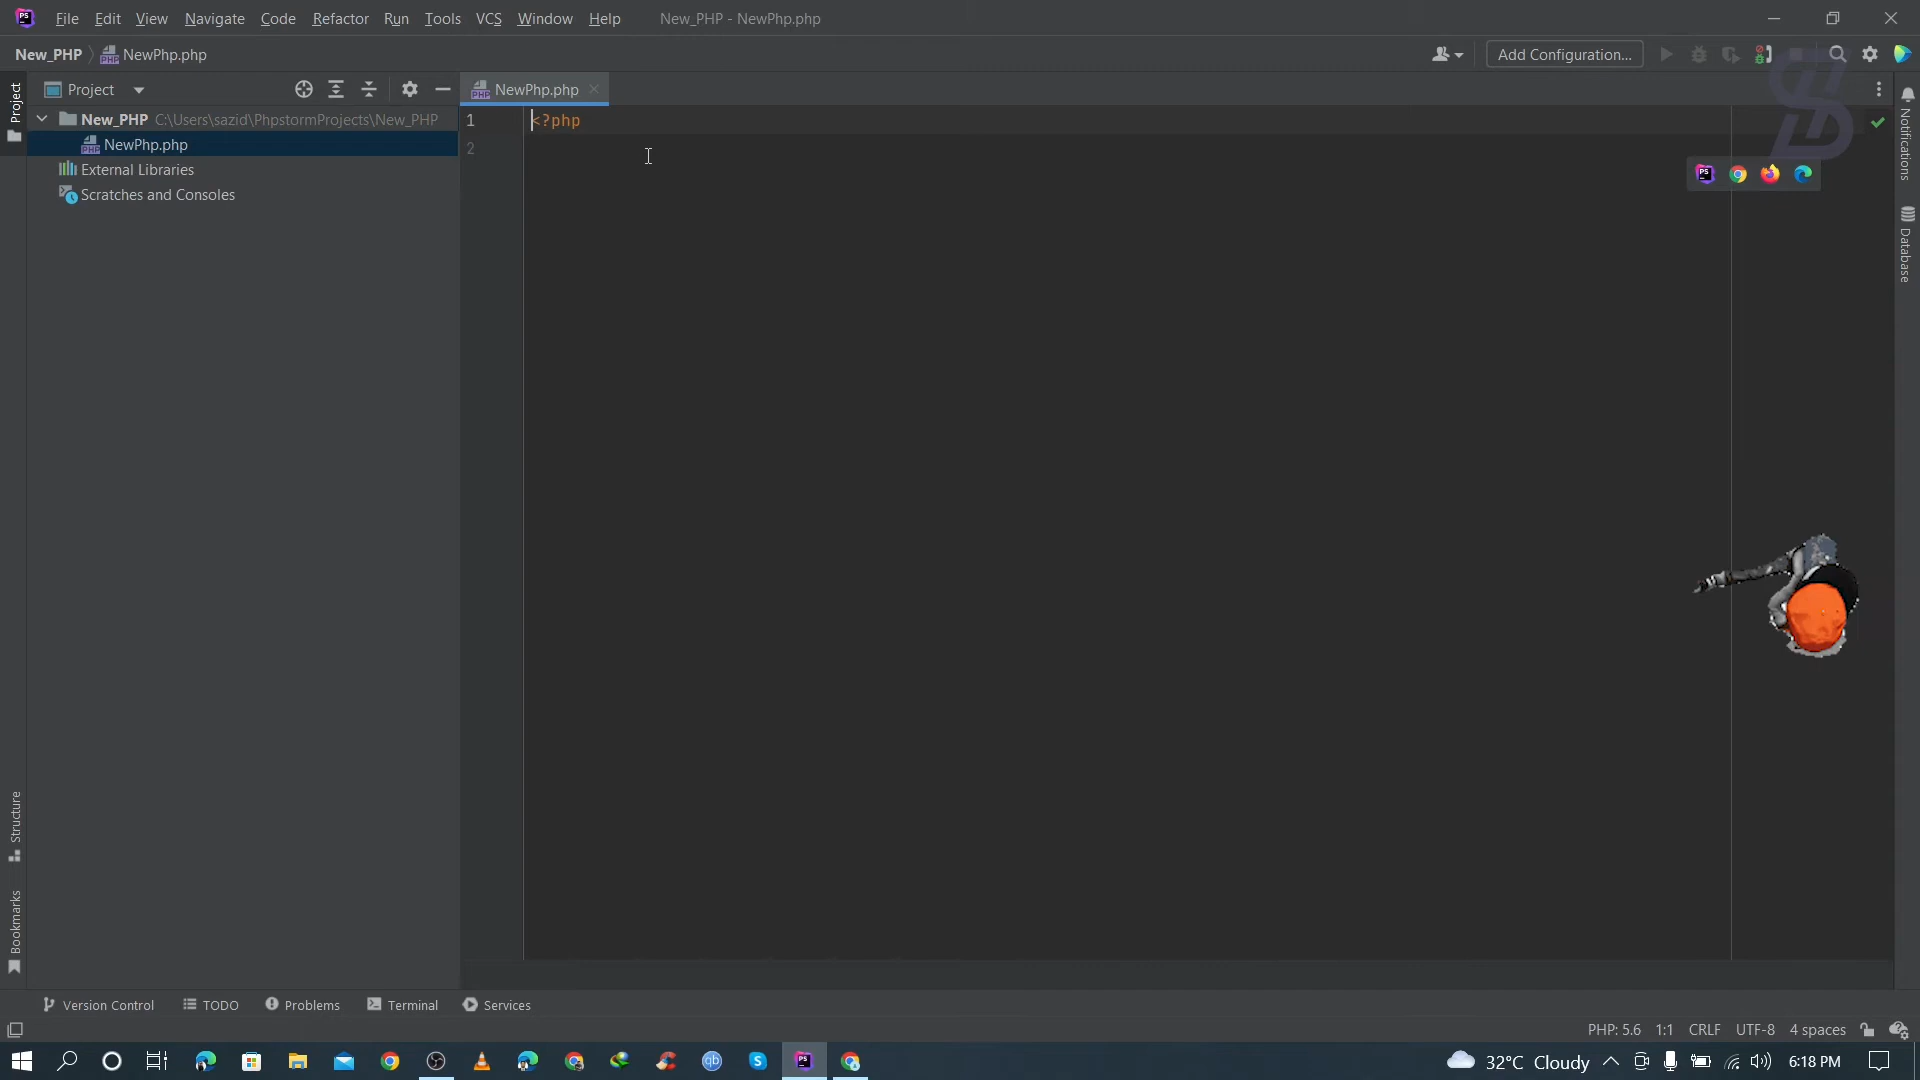 File Edit View Navigate Code Refactor Run Tools VCS Window Help New_PHP - NewPhp.php
New_PHP NewPhp.php Add Configuration...
Project NewPhp.php
New_PHP C:\Users\sazid\PhpstormProjects\New_PHP
NewPhp.php
External Libraries
Scratches and Consoles
1 <?php
2
Project
Structure
Bookmarks
Notifications
Database
Version Control TODO Problems Terminal Services
PHP: 5.6 1:1 CRLF UTF-8 4 spaces
32°C Cloudy 6:18 PM